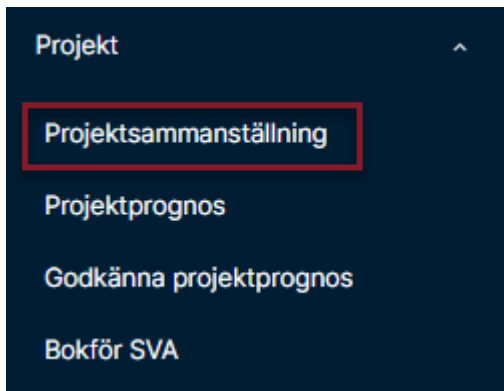 Projekt
Projektsammanställning
Projektprognos
Godkänna projektprognos
Bokför SVA